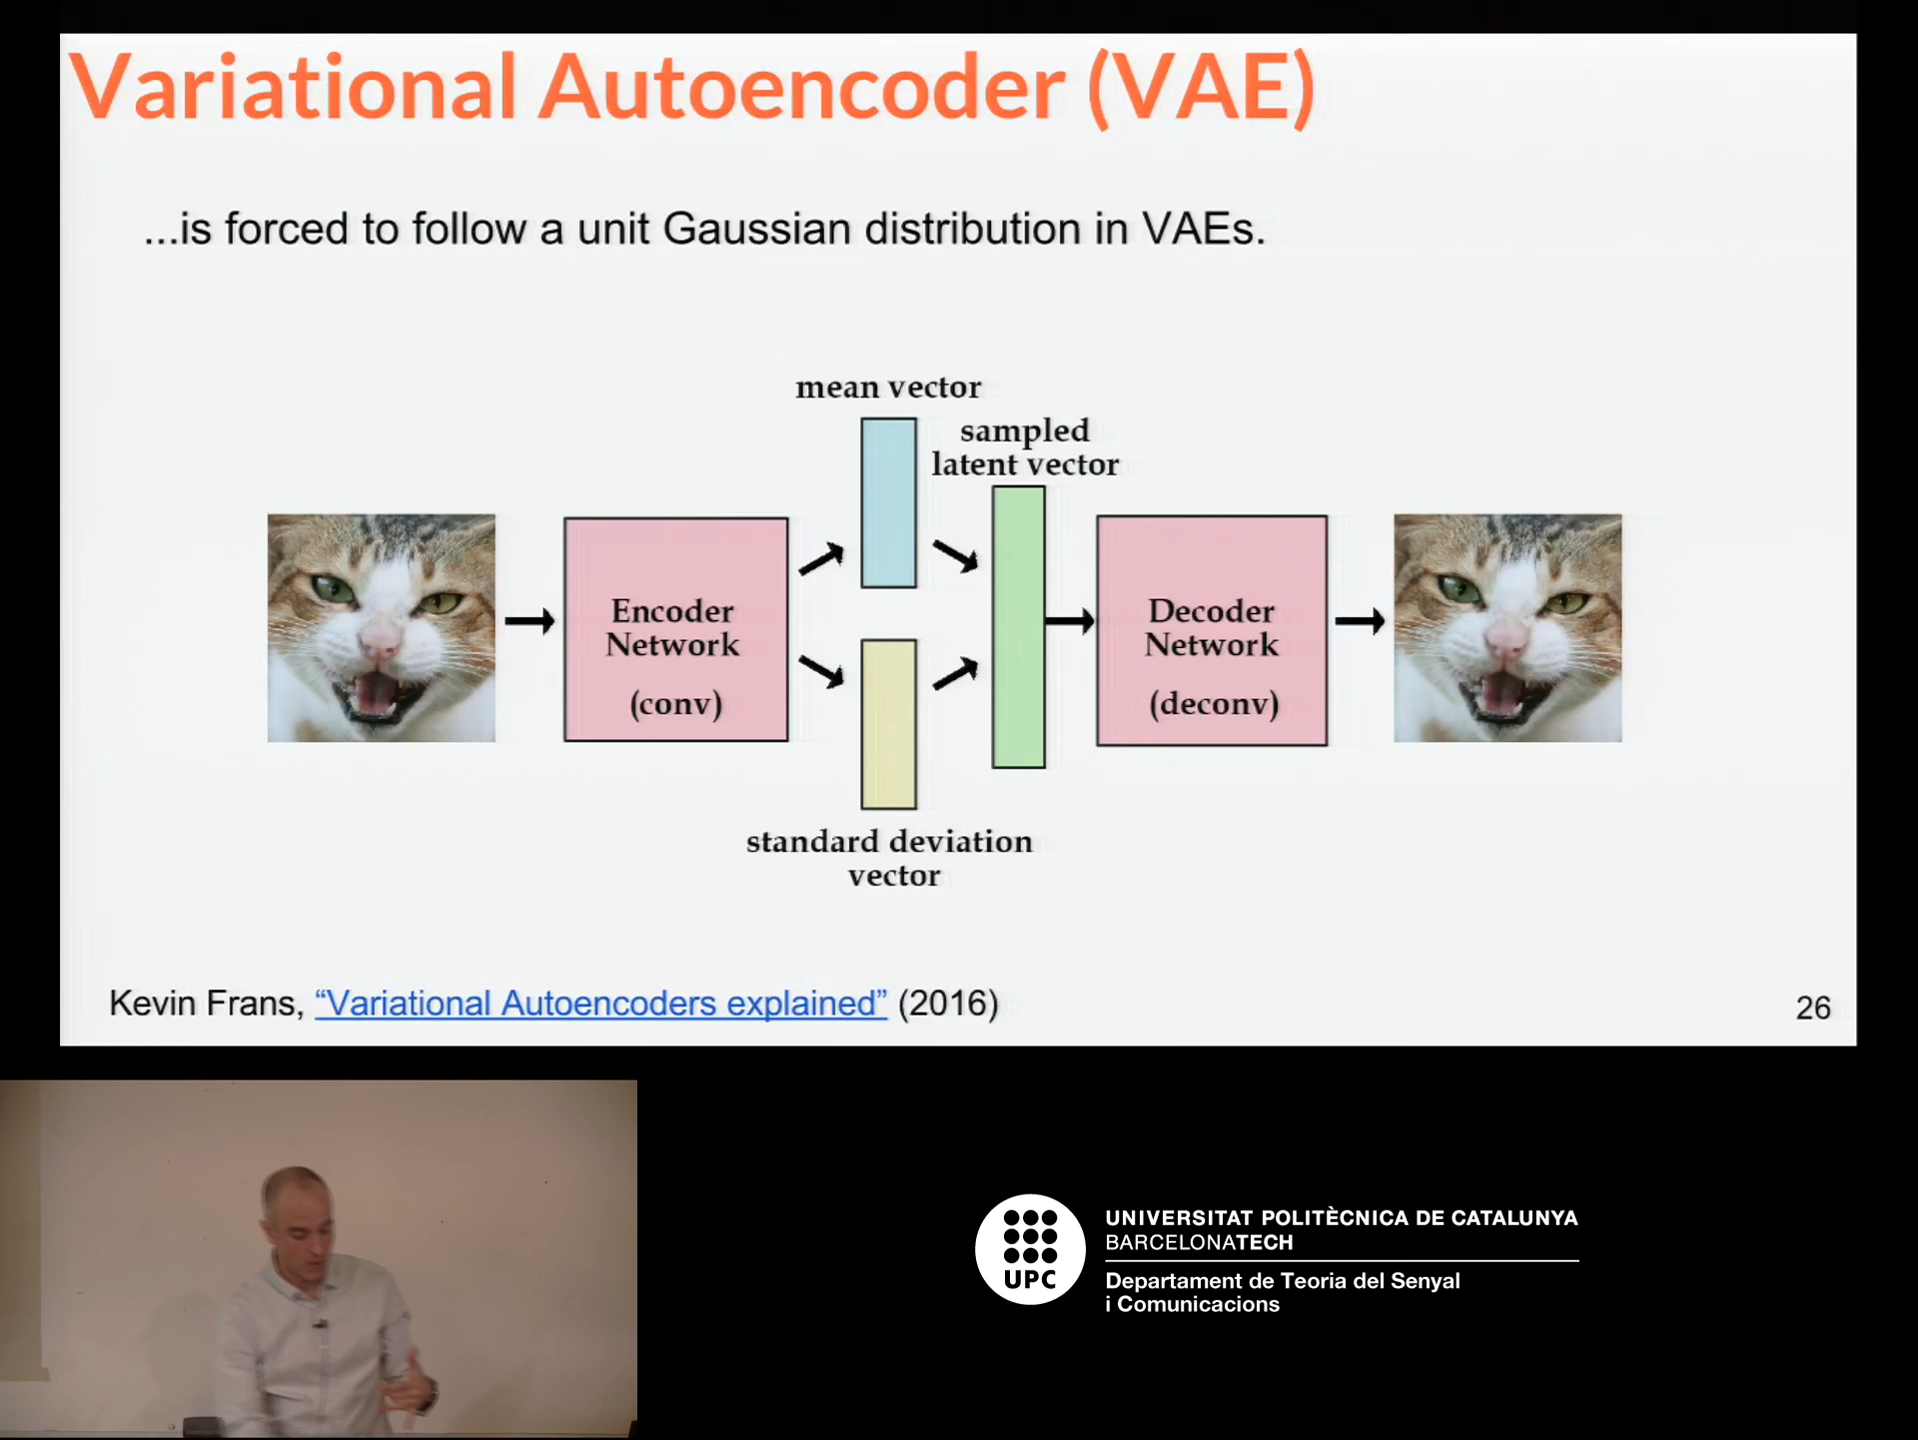 Variational Autoencoder (VAE)
...is forced to follow a unit Gaussian distribution in VAEs.
mean vector
sampled
latent vector
Encoder
Network
(conv)
Decoder
Network
(deconv)
standard deviation
vector
Kevin Frans, “Variational Autoencoders explained” (2016)
26
UPC
UNIVERSITAT POLITÈCNICA DE CATALUNYA
BARCELONATECH
Departament de Teoria del Senyal
i Comunicacions